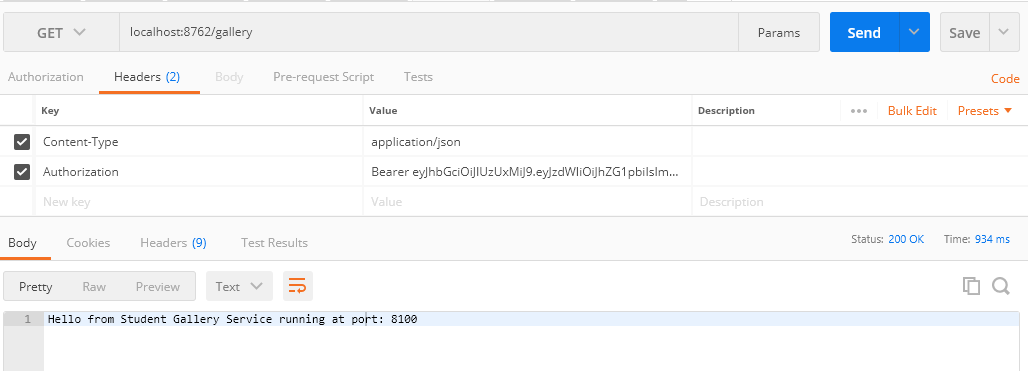 GET localhost:8762/gallery Params Send Save
Authorization Headers (2) Body Pre-request Script Tests Code
Key Value Description ••• Bulk Edit Presets
Content-Type application/json
Authorization Bearer eyJhbGciOiJIUzUxMiJ9.eyJzdWIiOiJhZG1pbiIsIm...
New key Value Description
Body Cookies Headers (9) Test Results Status: 200 OK Time: 934 ms
Pretty Raw Preview Text
1 Hello from Student Gallery Service running at port: 8100